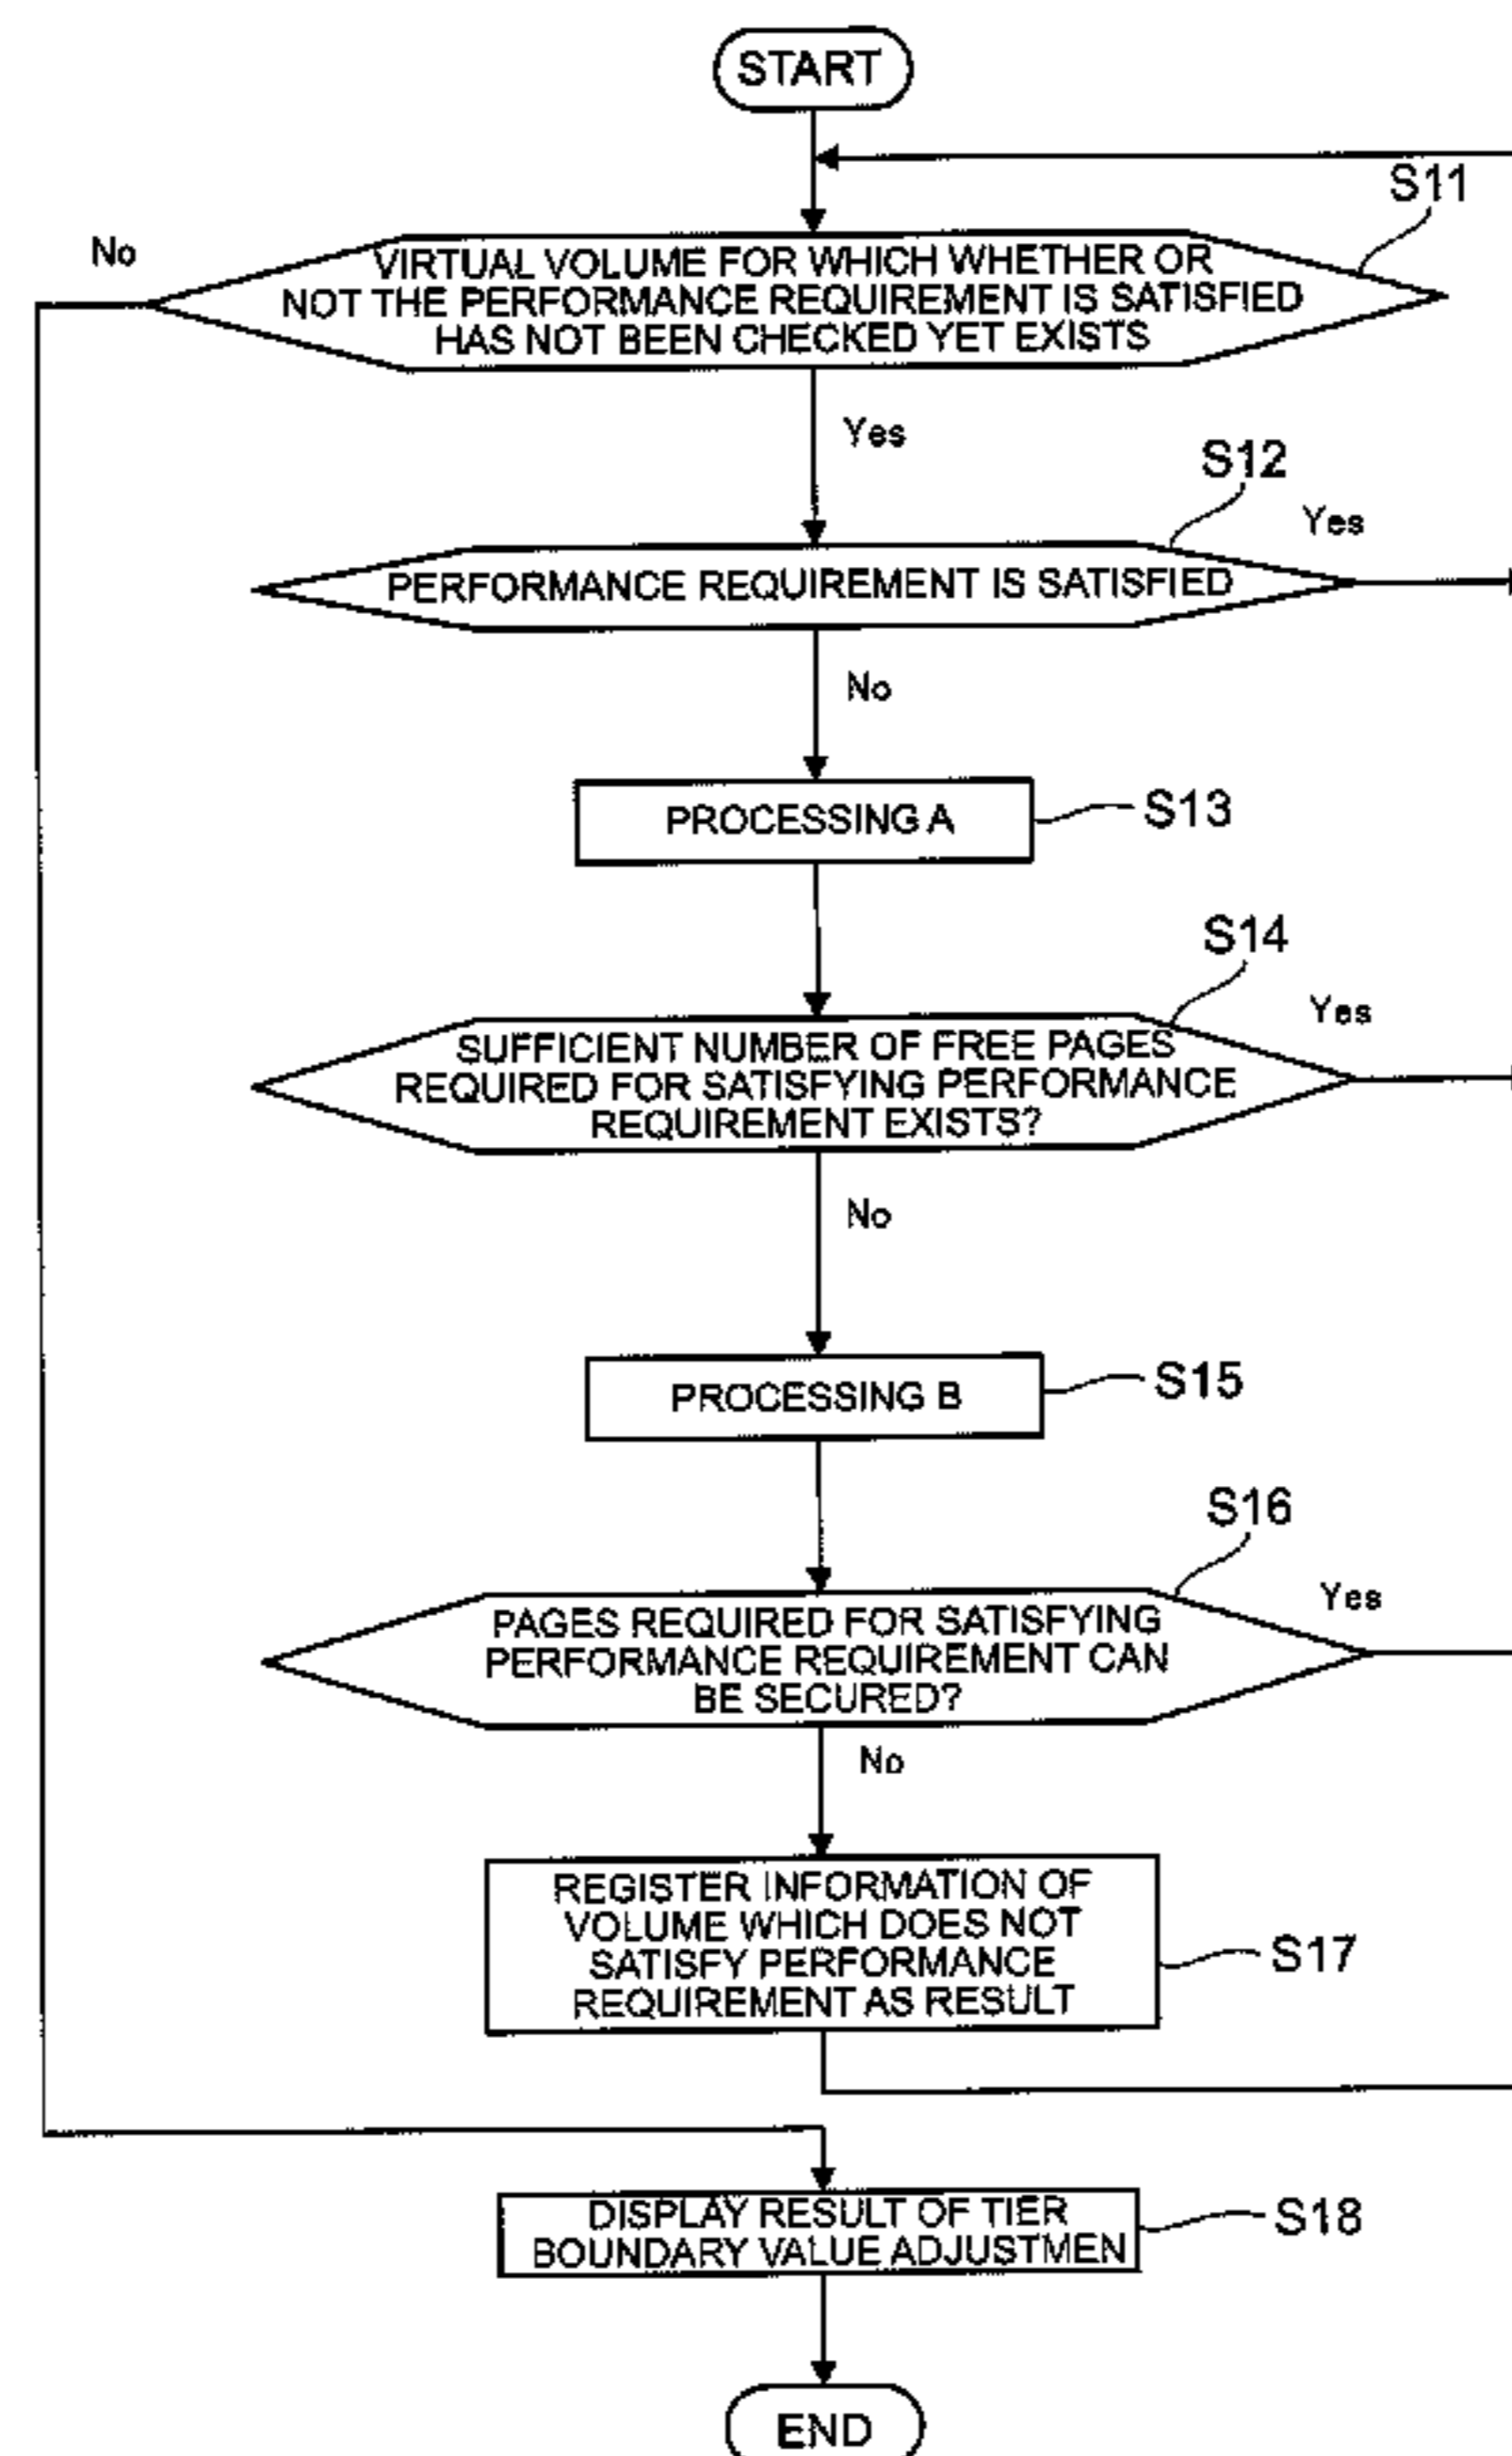 START
S11
No
VIRTUAL VOLUME FOR WHICH WHETHER OR
NOT THE PERFORMANCE REQUIREMENT IS SATISFIED
HAS NOT BEEN CHECKED YET EXISTS
Yes
S12
Yes
PERFORMANCE REQUIREMENT IS SATISFIED
No
PROCESSING A
S13
S14
Yes
SUFFICIENT NUMBER OF FREE PAGES
REQUIRED FOR SATISFYING PERFORMANCE
REQUIREMENT EXISTS?
No
PROCESSING B
S15
S16
Yes
PAGES REQUIRED FOR SATISFYING
PERFORMANCE REQUIREMENT CAN
BE SECURED?
No
REGISTER INFORMATION OF
VOLUME WHICH DOES NOT
SATISFY PERFORMANCE
REQUIREMENT AS RESULT
S17
DISPLAY RESULT OF TIER
BOUNDARY VALUE ADJUSTMEN
S18
END